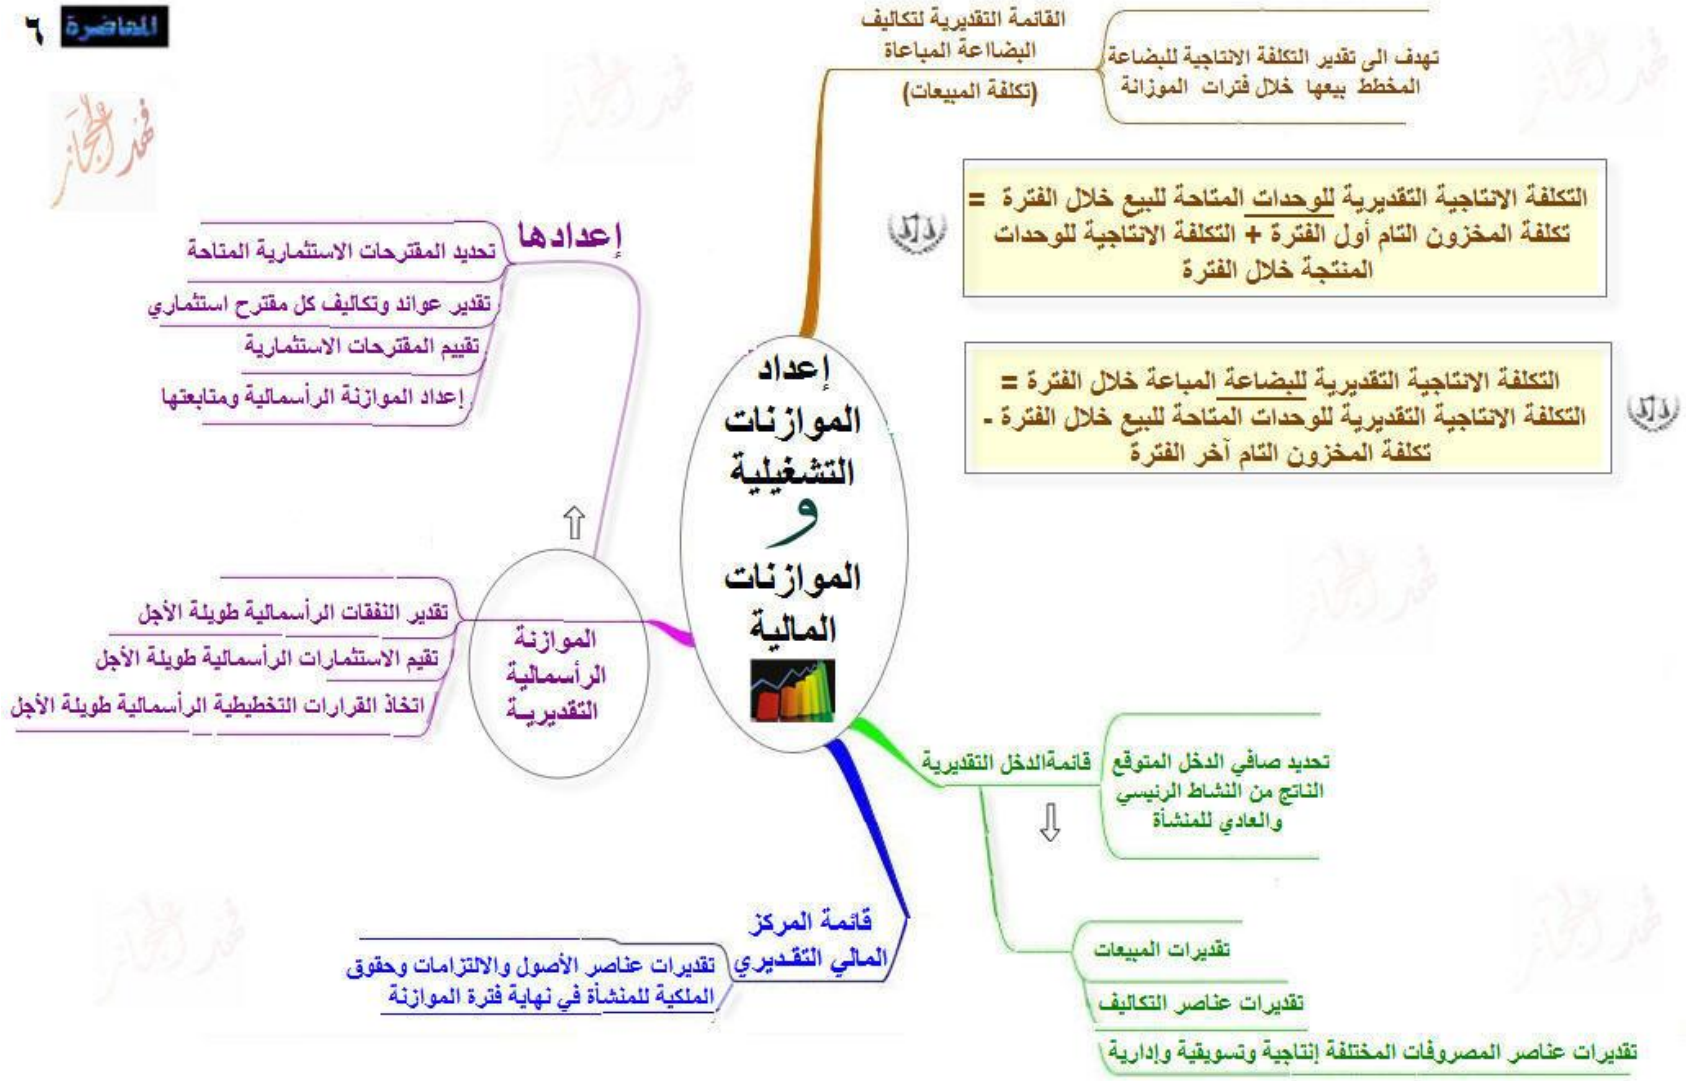 المحاضرة ٦
القائمة التقديرية لتكاليف
البضااعة المباعاة
(تكلفة المبيعات)
تهدف الى تقدير التكلفة الانتاجية للبضاعة
المخطط بيعها خلال فترات الموزانة
التكلفة الانتاجية التقديرية للوحدات المتاحة للبيع خلال الفترة =
تكلفة المخزون التام أول الفترة + التكلفة الانتاجية للوحدات
المنتجة خلال الفترة
التكلفة الانتاجية التقديرية للبضاعة المباعة خلال الفترة =
التكلفة الانتاجية التقديرية للوحدات المتاحة للبيع خلال الفترة -
تكلفة المخزون التام آخر الفترة
إعداد
الموازنات
التشغيلية
و
الموازنات
المالية
إعدادها
تحديد المقترحات الاستثمارية المتاحة
تقدير عوائد وتكاليف كل مقترح استثماري
تقييم المقترحات الاستثمارية
إعداد الموازنة الرأسمالية ومتابعتها
الموازنة
الرأسمالية
التقديريـة
تقدير النفقات الرأسمالية طويلة الأجل
تقيم الاستثمارات الرأسمالية طويلة الأجل
اتخاذ القرارات التخطيطية الرأسمالية طويلة الأجل
قائمةالدخل التقديرية
تحديد صافي الدخل المتوقع
الناتج من النشاط الرئيسي
والعادي للمنشأة
تقديرات المبيعات
تقديرات عناصر التكاليف
تقديرات عناصر المصروفات المختلفة إنتاجية وتسويقية وإدارية
قائمة المركز
المالي التقـديري
تقديرات عناصر الأصول والالتزامات وحقوق
الملكية للمنشأة في نهاية فترة الموازنة